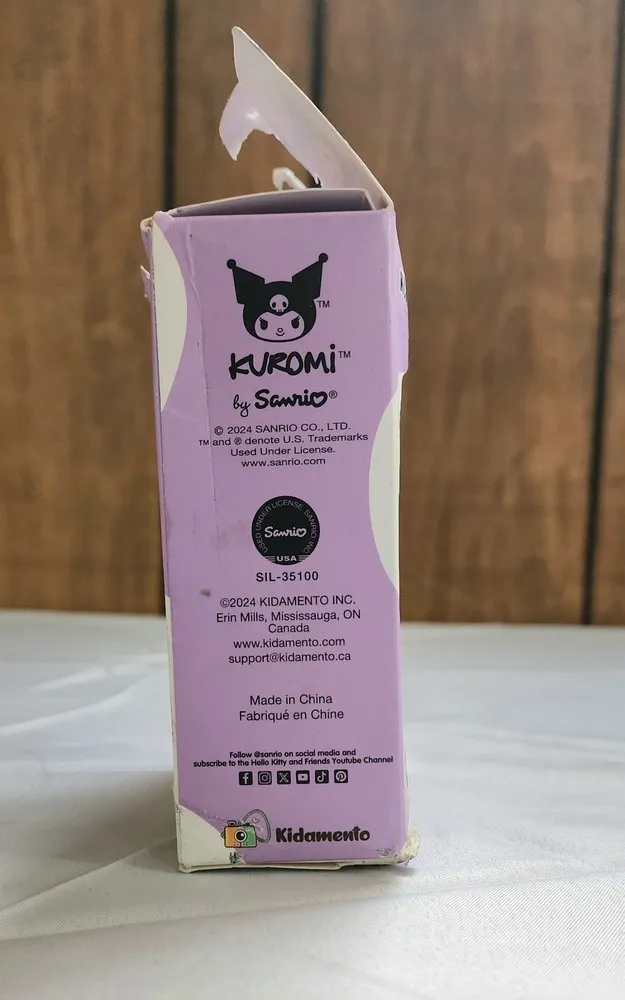 TM
KUROMi™
by Sanrio®
© 2024 SANRIO CO., LTD.
TM and ® denote U.S. Trademarks
Used Under License.
www.sanrio.com
USED UNDER LICENSE SANRIO INC.
Sanrio
USA
SIL-35100
©2024 KIDAMENTO INC.
Erin Mills, Mississauga, ON
Canada
www.kidamento.com
support@kidamento.ca
Made in China
Fabriqué en Chine
Follow @sanrio on social media and
subscribe to the Hello Kitty and Friends Youtube Channel
Kidamento